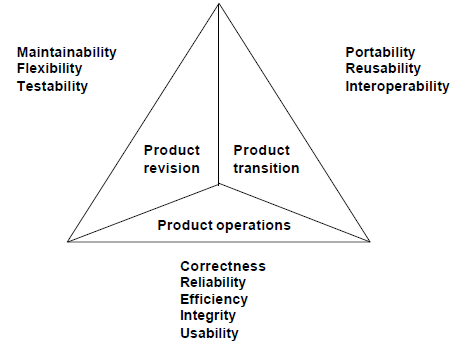 Maintainability
Flexibility
Testability
Portability
Reusability
Interoperability
Product
revision
Product
transition
Product operations
Correctness
Reliability
Efficiency
Integrity
Usability